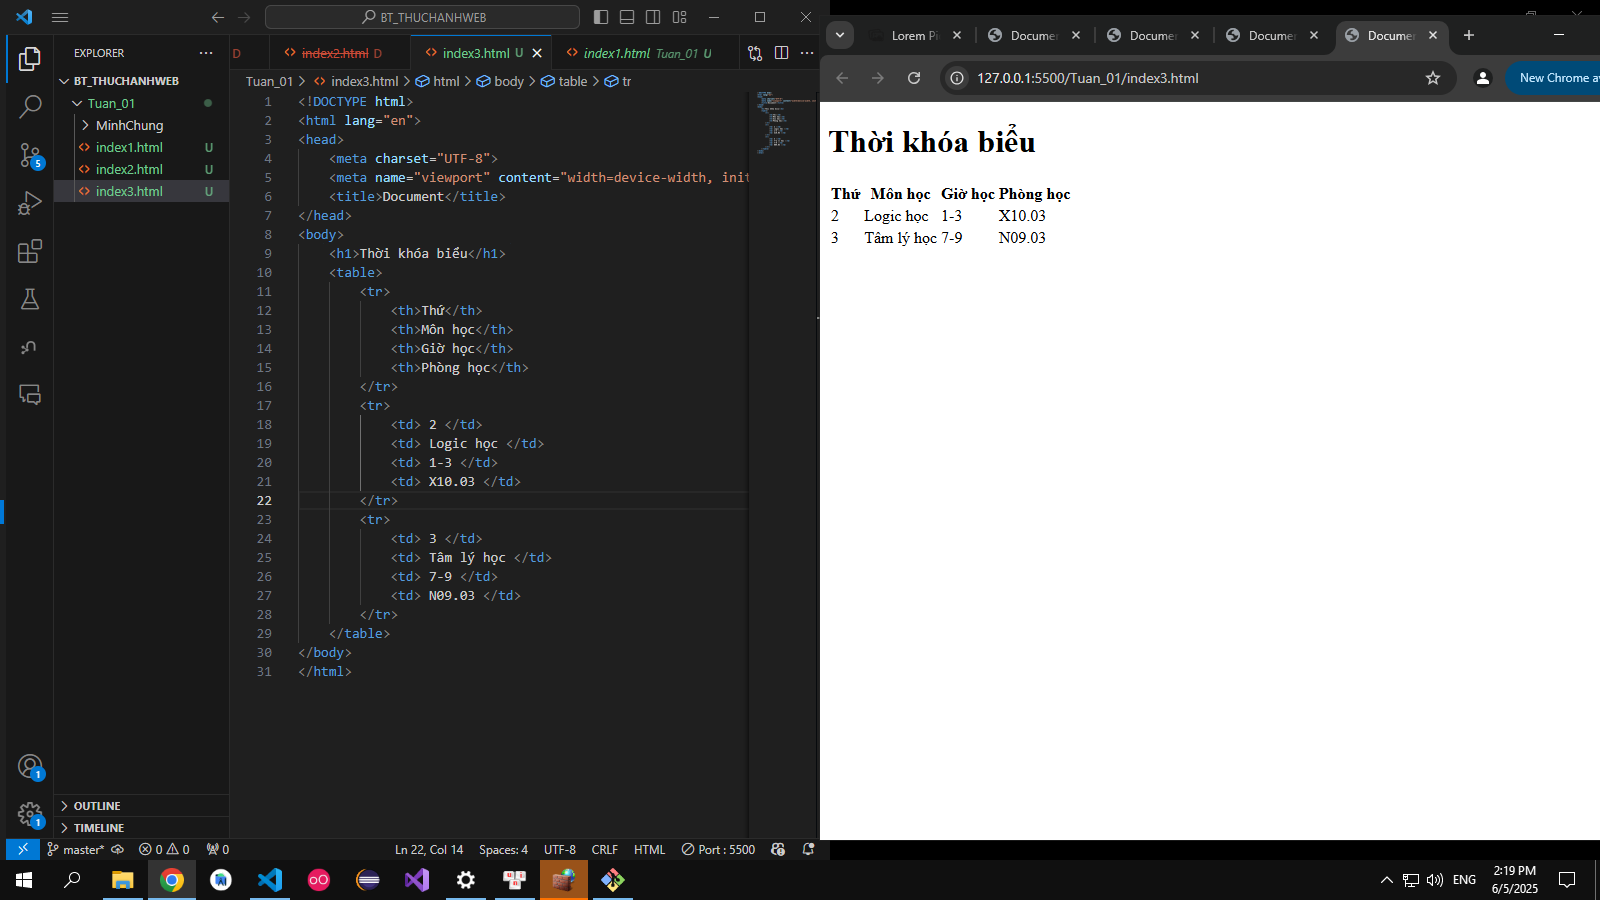 BT_THUCHANHWEB
EXPLORER
BT_THUCHANHWEB
Tuan_01
MinhChung
index1.html U
index2.html U
index3.html U
OUTLINE
TIMELINE
D
index2.html D
index3.html U
index1.html Tuan_01 U
Tuan_01 > index3.html > html > body > table > tr
1 <!DOCTYPE html>
2 <html lang="en">
3 <head>
4 <meta charset="UTF-8">
5 <meta name="viewport" content="width=device-width, init
6 <title>Document</title>
7 </head>
8 <body>
9 <h1>Thời khóa biểu</h1>
10 <table>
11 <tr>
12 <th>Thứ</th>
13 <th>Môn học</th>
14 <th>Giờ học</th>
15 <th>Phòng học</th>
16 </tr>
17 <tr>
18 <td> 2 </td>
19 <td> Logic học </td>
20 <td> 1-3 </td>
21 <td> X10.03 </td>
22 </tr>
23 <tr>
24 <td> 3 </td>
25 <td> Tâm lý học </td>
26 <td> 7-9 </td>
27 <td> N09.03 </td>
28 </tr>
29 </table>
30 </body>
31 </html>
5
1
1
master* 0 0 0
Ln 22, Col 14 Spaces: 4 UTF-8 CRLF HTML Port : 5500
Lorem Pi
Documen
Documen
Documen
Documen
127.0.0.1:5500/Tuan_01/index3.html
New Chrome av
Thời khóa biểu
Thứ Môn học Giờ học Phòng học
2 Logic học 1-3 X10.03
3 Tâm lý học 7-9 N09.03
ENG
2:19 PM
6/5/2025